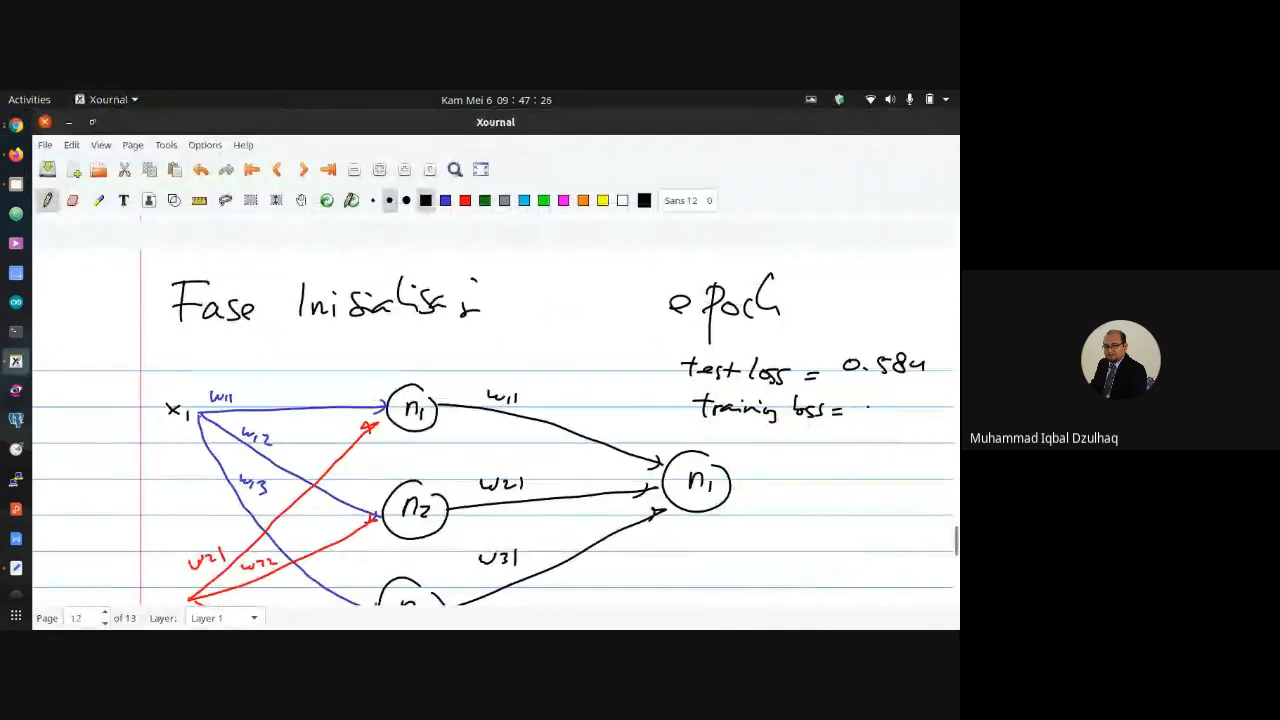 Activities
Xournal
Kam Mei 6 09:47:26
Xournal
File Edit View Page Tools Options Help
Sans 12 0
Fase Inisialisasi
epoch
test loss = 0.584
training loss = .
x1
w11
w12
w13
n1
w11
n2
w21
n1
w21
w22
w31
n
Page 12 of 13 Layer: Layer 1
Muhammad Iqbal Dzulhaq